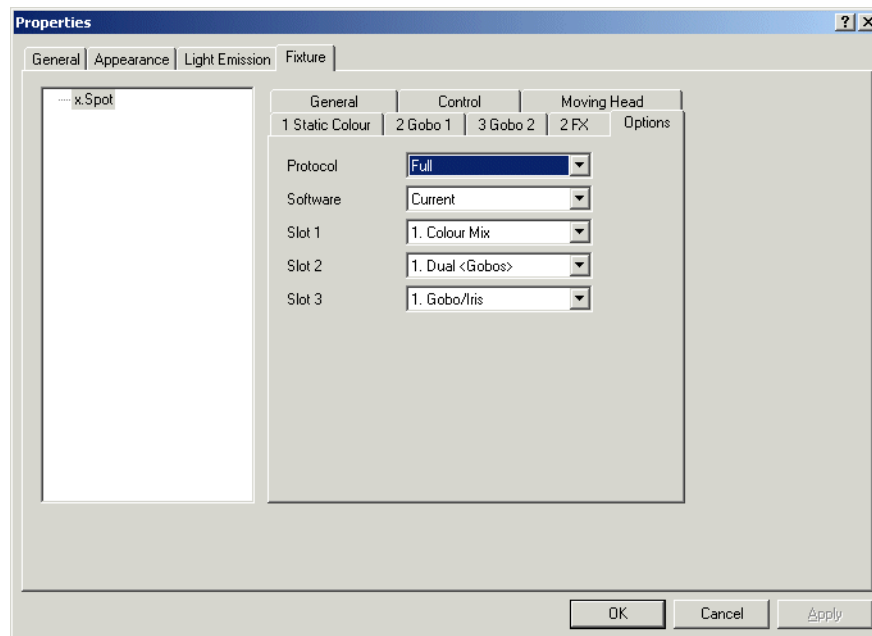 Properties
General Appearance Light Emission Fixture
x.Spot
General Control Moving Head
1 Static Colour 2 Gobo 1 3 Gobo 2 2 FX Options
Protocol Full
Software Current
Slot 1 1. Colour Mix
Slot 2 1. Dual <Gobos>
Slot 3 1. Gobo/Iris
OK Cancel Apply